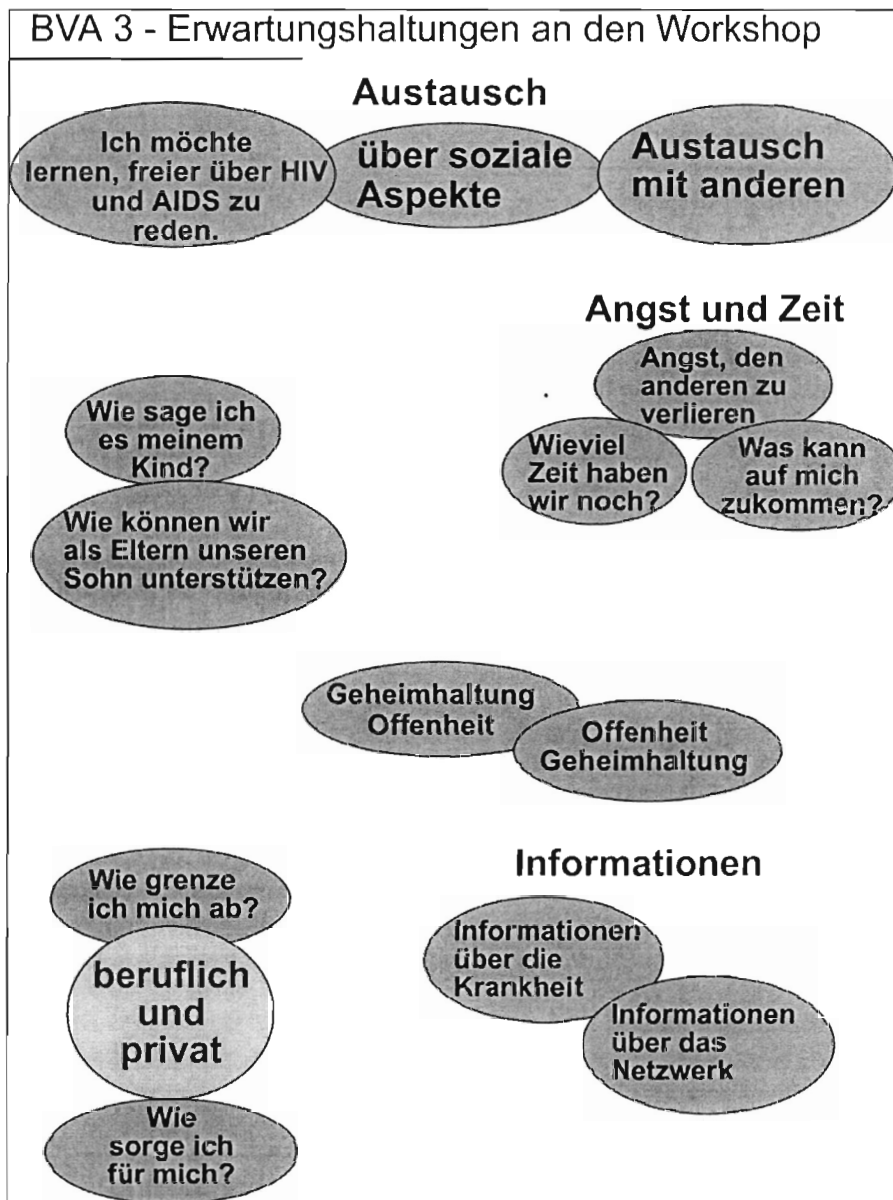 BVA 3 - Erwartungshaltungen an den Workshop
Austausch
Ich möchte
lernen, freier über HIV
und AIDS zu
reden.
über soziale
Aspekte
Austausch
mit anderen
Angst und Zeit
Angst, den
anderen zu
verlieren
Wieviel
Zeit haben
wir noch?
Was kann
auf mich
zukommen?
Wie sage ich
es meinem
Kind?
Wie können wir
als Eltern unseren
Sohn unterstützen?
Geheimhaltung
Offenheit
Offenheit
Geheimhaltung
Wie grenze
ich mich ab?
beruflich
und
privat
Wie
sorge ich
für mich?
Informationen
Informationen
über die
Krankheit
Informationen
über das
Netzwerk